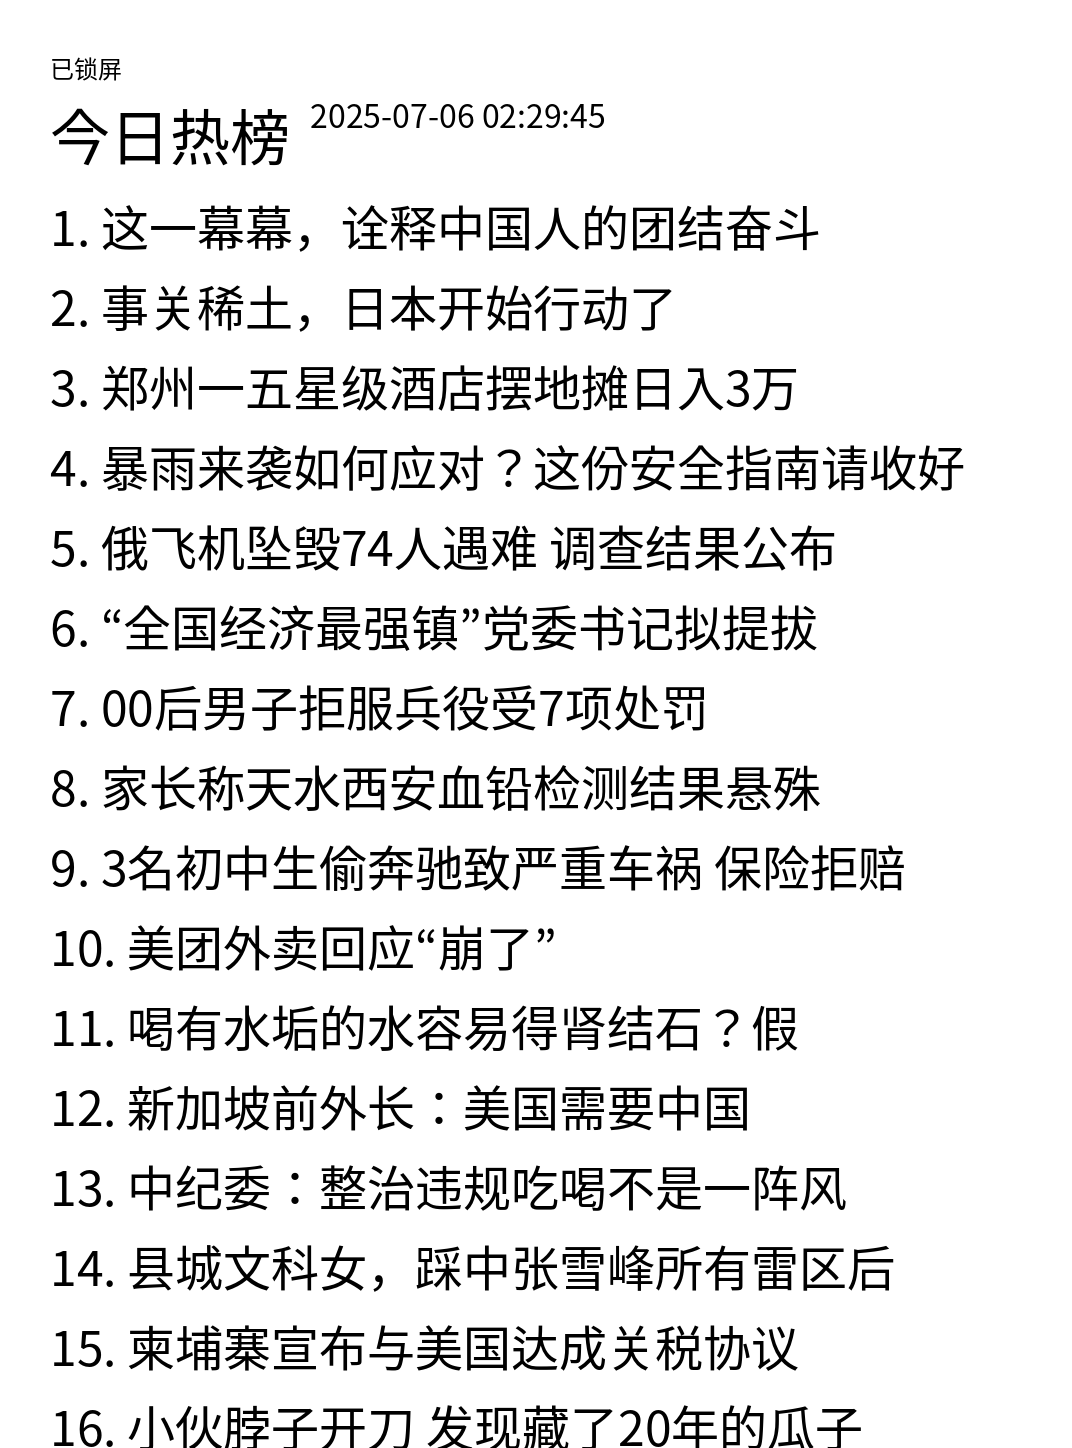 已锁屏
今日热榜 2025-07-06 02:29:45
1. 这一幕幕，诠释中国人的团结奋斗
2. 事关稀土，日本开始行动了
3. 郑州一五星级酒店摆地摊日入3万
4. 暴雨来袭如何应对？这份安全指南请收好
5. 俄飞机坠毁74人遇难 调查结果公布
6. “全国经济最强镇”党委书记拟提拔
7. 00后男子拒服兵役受7项处罚
8. 家长称天水西安血铅检测结果悬殊
9. 3名初中生偷奔驰致严重车祸 保险拒赔
10. 美团外卖回应“崩了”
11. 喝有水垢的水容易得肾结石？假
12. 新加坡前外长：美国需要中国
13. 中纪委：整治违规吃喝不是一阵风
14. 县城文科女，踩中张雪峰所有雷区后
15. 柬埔寨宣布与美国达成关税协议
16. 小伙脖子开刀 发现藏了20年的瓜子